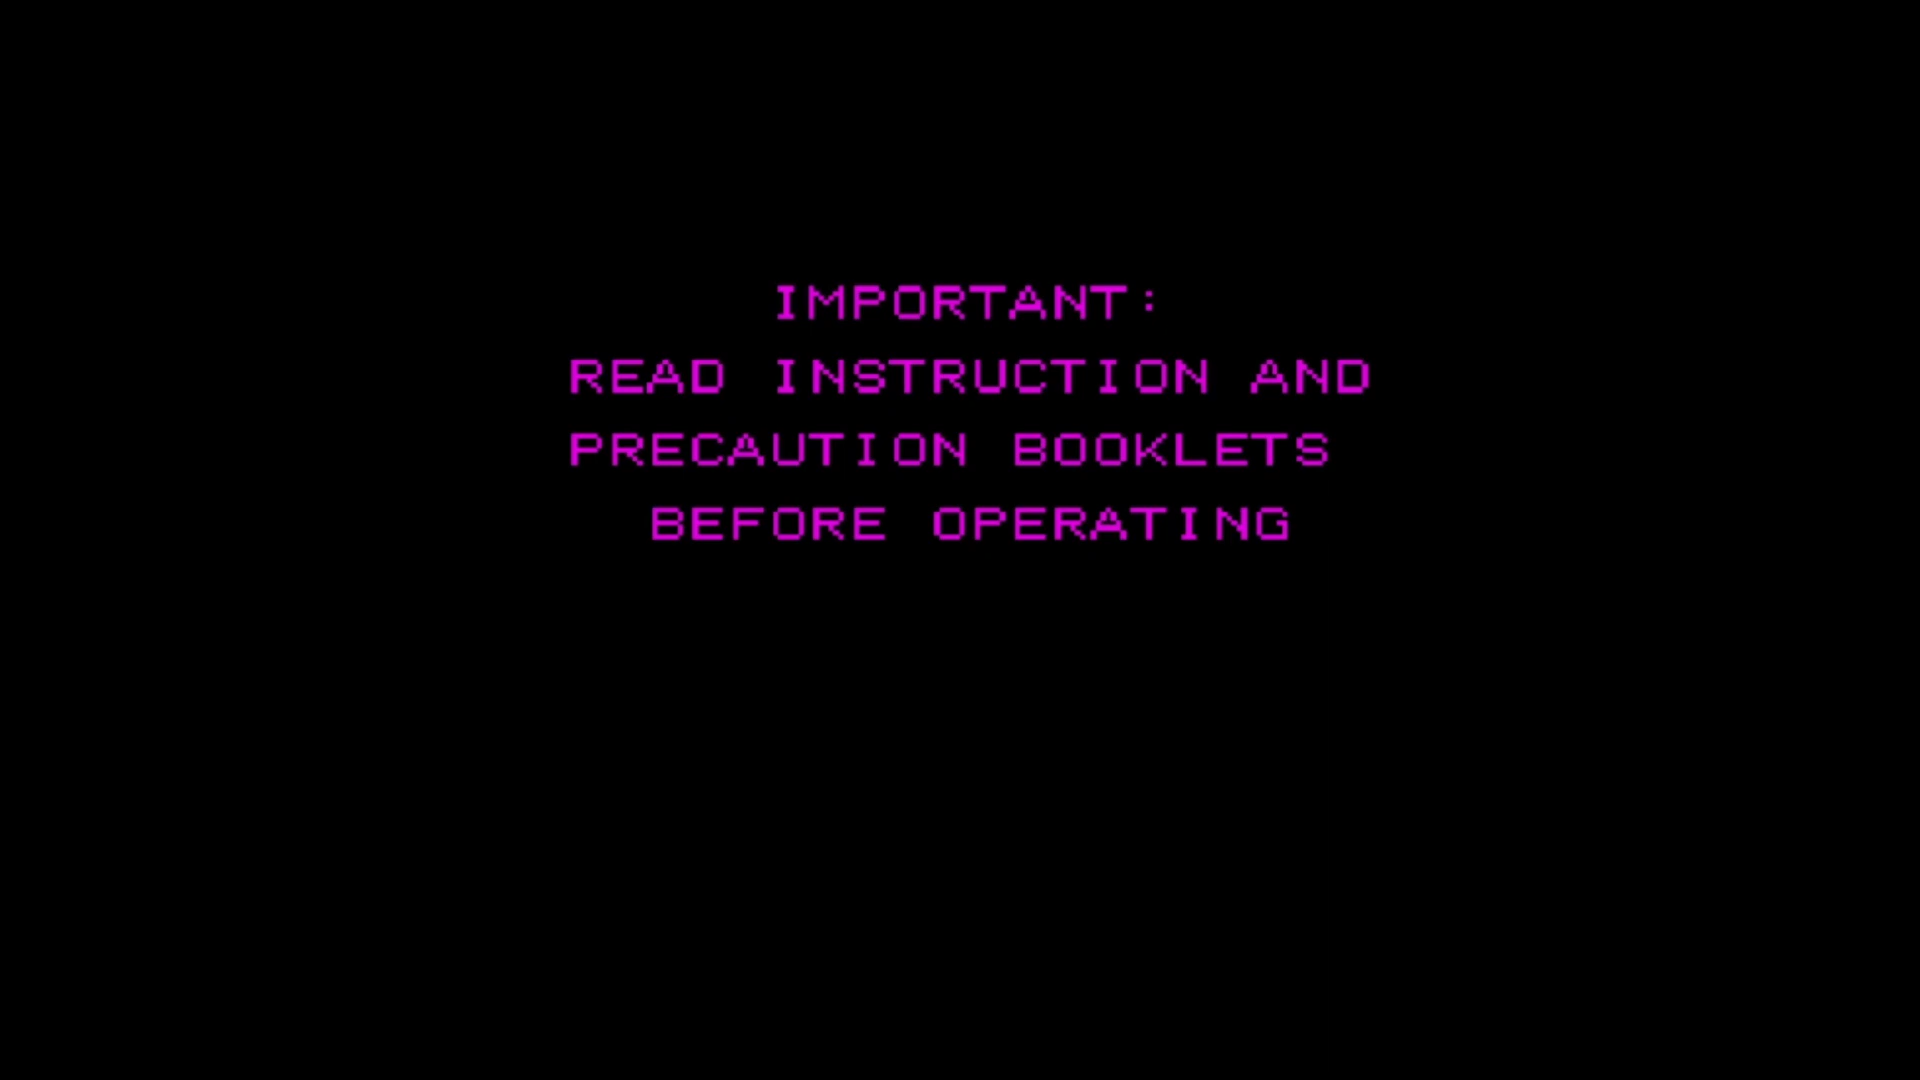 IMPORTANT:
READ INSTRUCTION AND
PRECAUTION BOOKLETS
BEFORE OPERATING